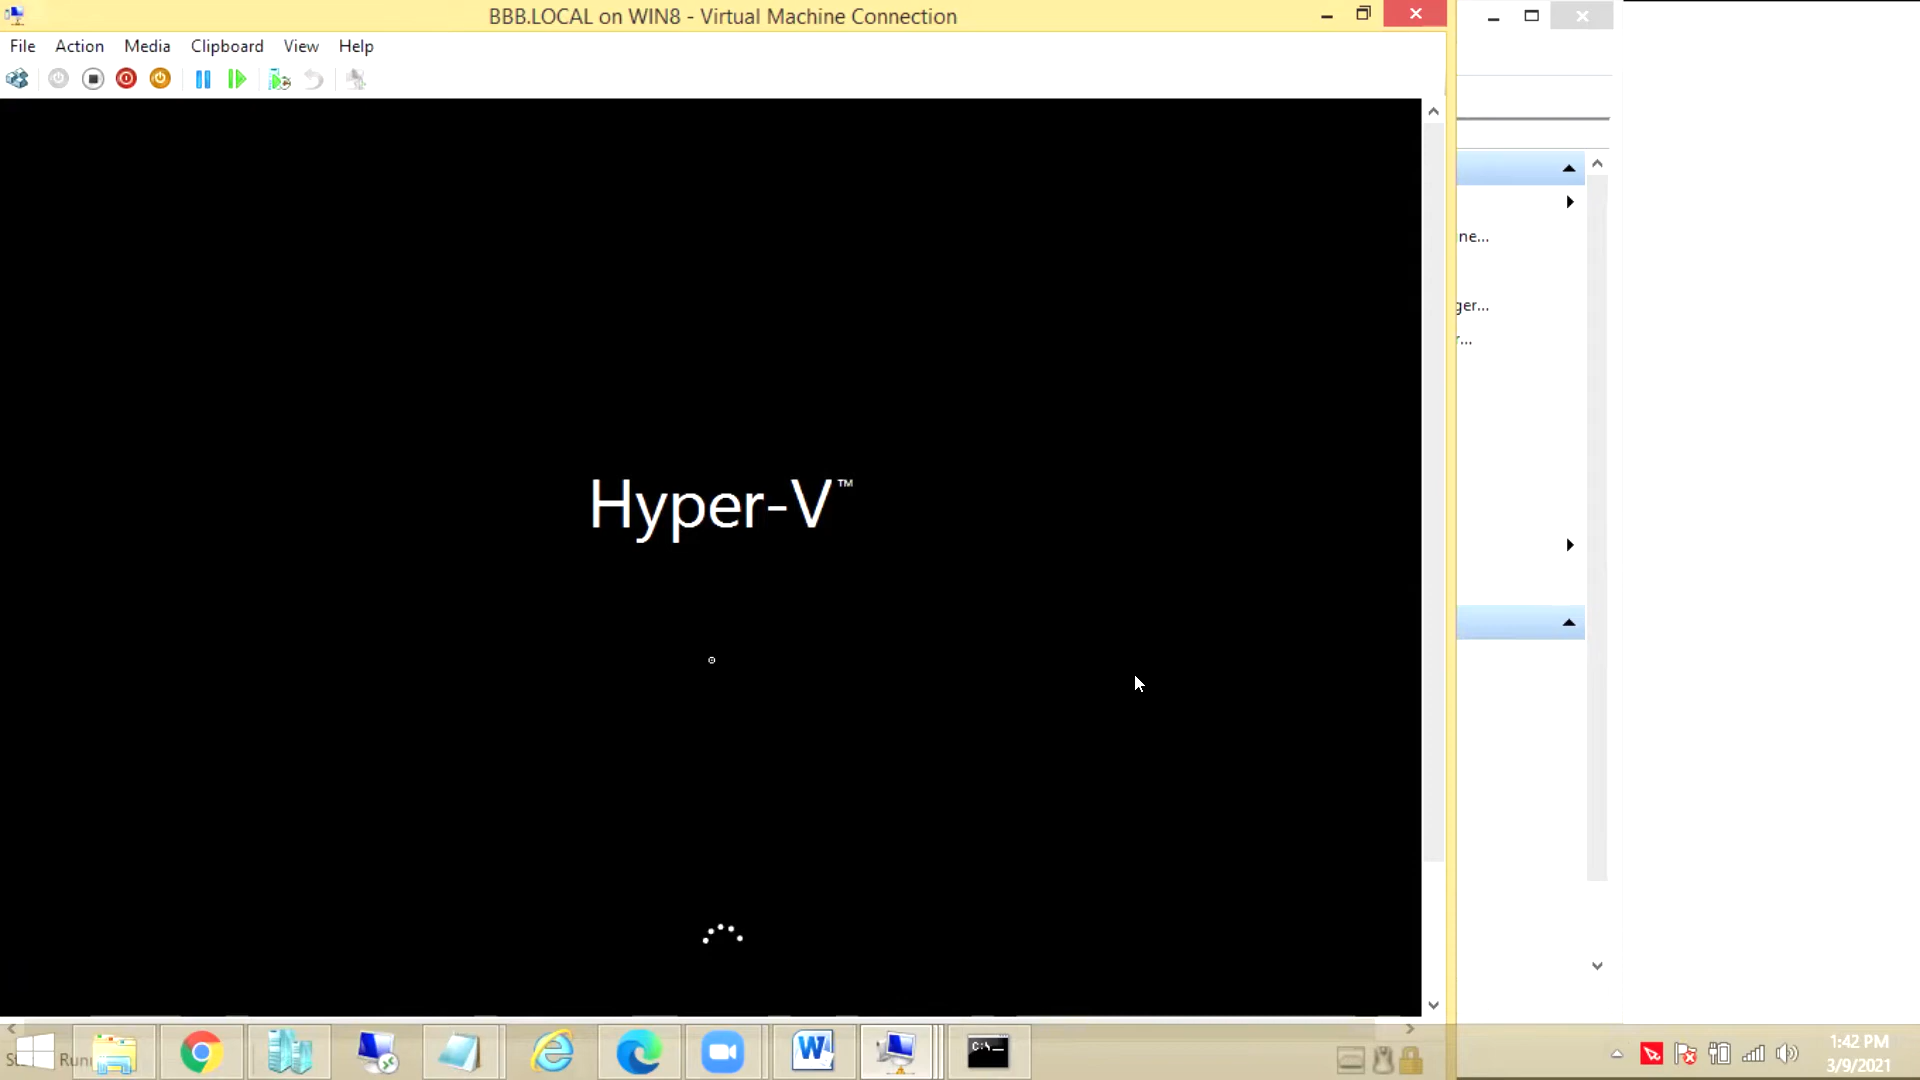 BBB.LOCAL on WIN8 - Virtual Machine Connection
File Action Media Clipboard View Help
ne...
ger...
r...
Hyper-V™
C:\_
1:42 PM
3/9/2021